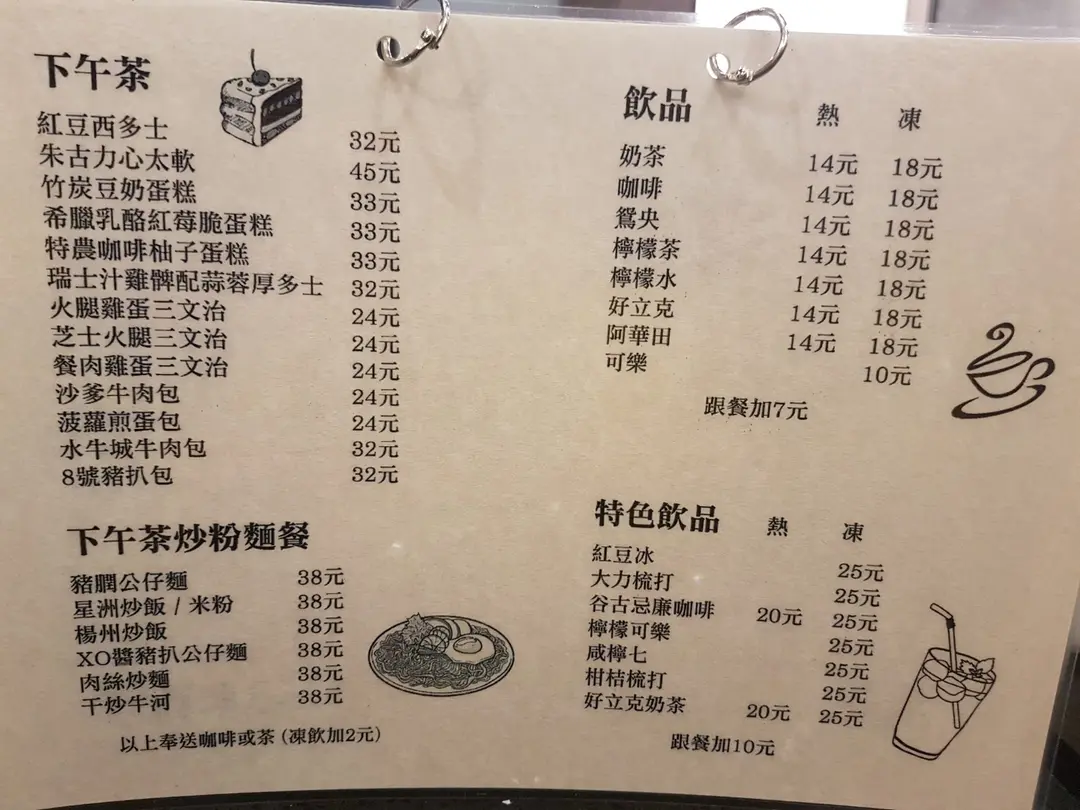 下午茶
紅豆西多士 32元
朱古力心太軟 45元
竹炭豆奶蛋糕 33元
希臘乳酪紅莓脆蛋糕 33元
特農咖啡柚子蛋糕 33元
瑞士汁雞髀配蒜蓉厚多士 32元
火腿雞蛋三文治 24元
芝士火腿三文治 24元
餐肉雞蛋三文治 24元
沙爹牛肉包 24元
菠蘿煎蛋包 24元
水牛城牛肉包 32元
8號豬扒包 32元
下午茶炒粉麵餐
豬膶公仔麵 38元
星洲炒飯 / 米粉 38元
楊州炒飯 38元
XO醬豬扒公仔麵 38元
肉絲炒麵 38元
干炒牛河 38元
以上奉送咖啡或茶 (凍飲加2元)
飲品 熱 凍
奶茶 14元 18元
咖啡 14元 18元
鴛央 14元 18元
檸檬茶 14元 18元
檸檬水 14元 18元
好立克 14元 18元
阿華田 14元 18元
可樂 10元
跟餐加7元
特色飲品 熱 凍
紅豆冰 25元
大力梳打 25元
谷古忌廉咖啡 20元 25元
檸檬可樂 25元
咸檸七 25元
柑桔梳打 25元
好立克奶茶 20元 25元
跟餐加10元